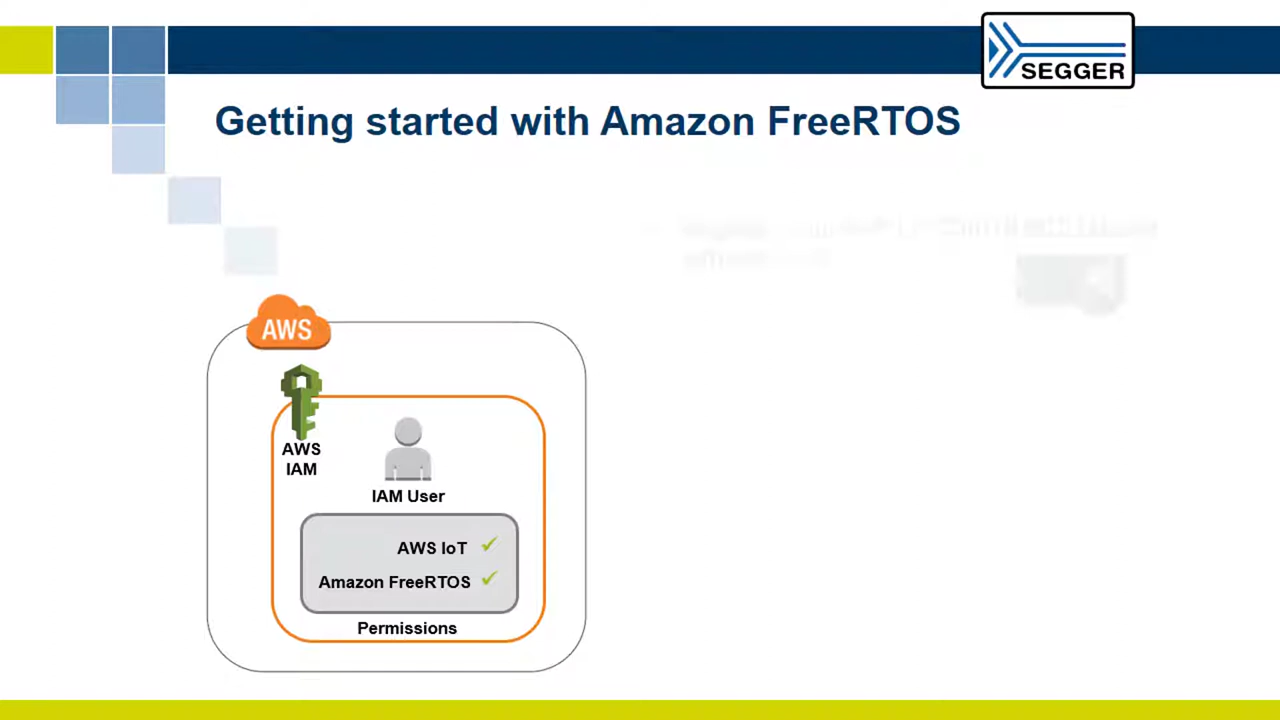 SEGGER
Getting started with Amazon FreeRTOS
AWS
AWS
IAM
IAM User
AWS IoT
Amazon FreeRTOS
Permissions